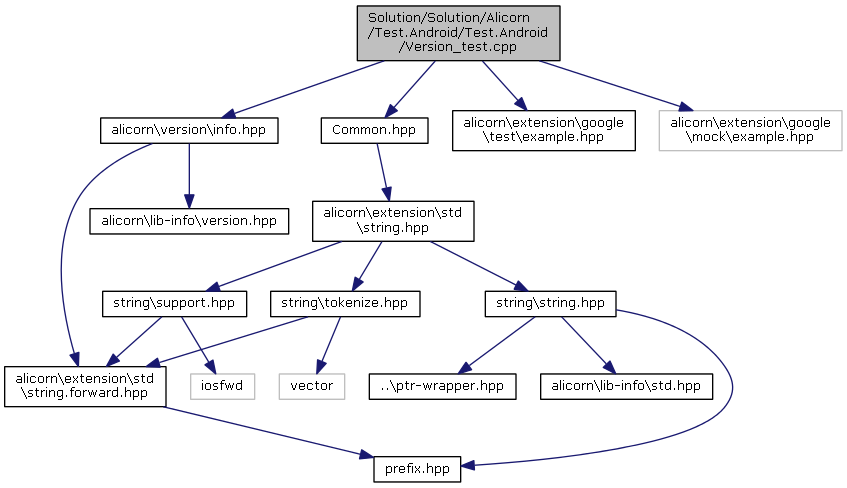 Solution/Solution/Alicorn
/Test.Android/Test.Android
/Version_test.cpp
alicorn\version\info.hpp
Common.hpp
alicorn\extension\google
\test\example.hpp
alicorn\extension\google
\mock\example.hpp
alicorn\lib-info\version.hpp
alicorn\extension\std
\string.hpp
string\support.hpp
string\tokenize.hpp
string\string.hpp
alicorn\extension\std
\string.forward.hpp
iosfwd
vector
..\ptr-wrapper.hpp
alicorn\lib-info\std.hpp
prefix.hpp